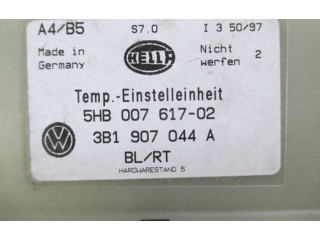 A4/B5 S7.0 I 3 50/97
Made in Germany
HELLA
Nicht werfen 2
Temp.-Einstelleinheit
5HB 007 617-02
VW
3B1 907 044 A
BL/RT
HARDWARESTAND 5